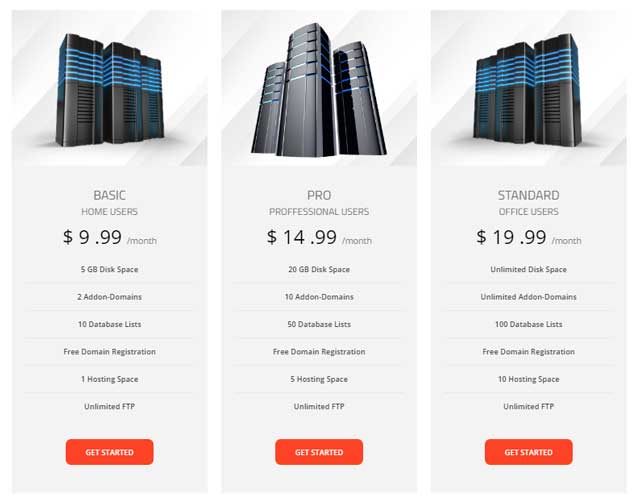 BASIC
HOME USERS
$ 9 .99 /month
5 GB Disk Space
2 Addon-Domains
10 Database Lists
Free Domain Registration
1 Hosting Space
Unlimited FTP
GET STARTED
PRO
PROFFESSIONAL USERS
$ 14 .99 /month
20 GB Disk Space
10 Addon-Domains
50 Database Lists
Free Domain Registration
5 Hosting Space
Unlimited FTP
GET STARTED
STANDARD
OFFICE USERS
$ 19 .99 /month
Unlimited Disk Space
Unlimited Addon-Domains
100 Database Lists
Free Domain Registration
10 Hosting Space
Unlimited FTP
GET STARTED